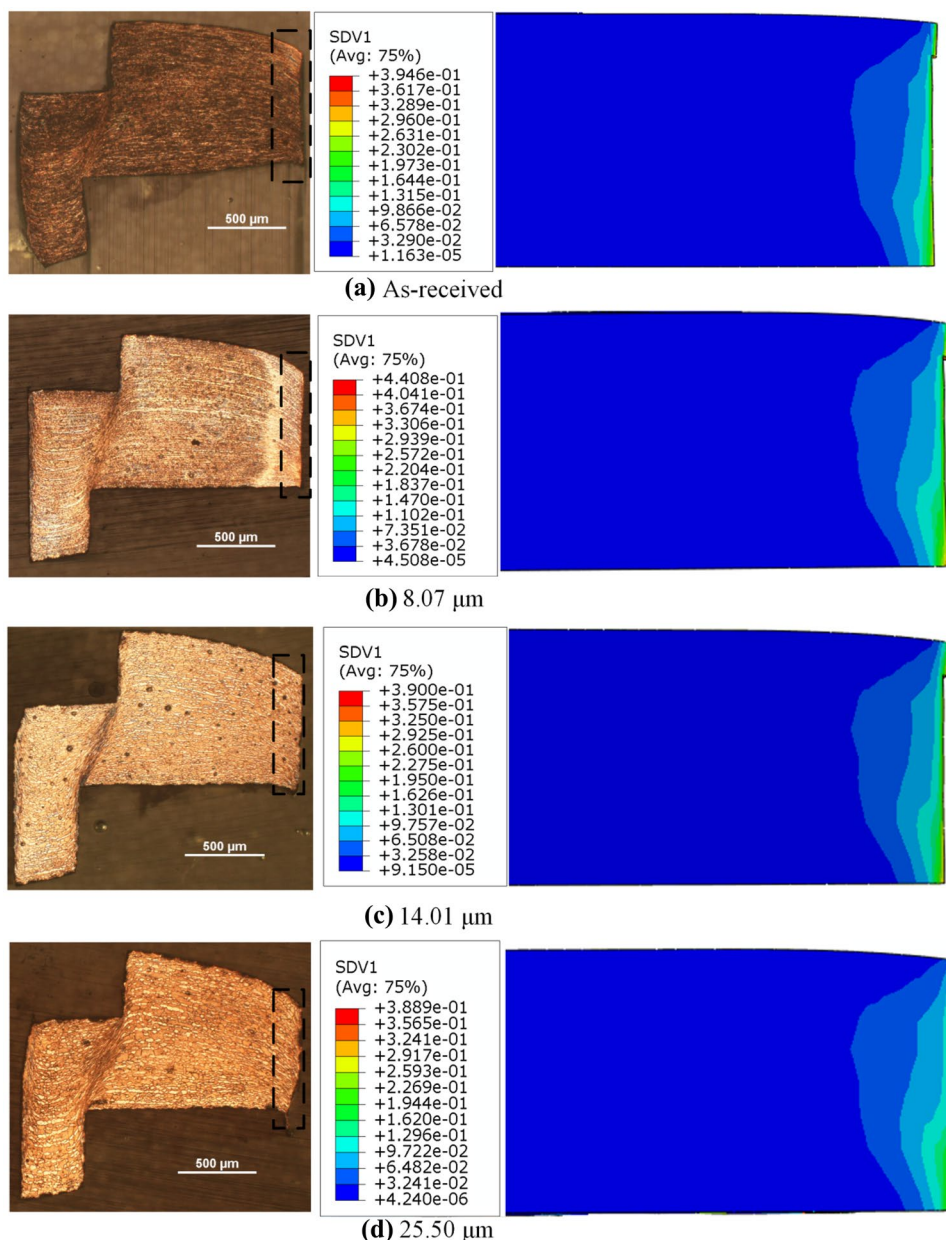 SDV1
(Avg: 75%)
+3.946e-01
+3.617e-01
+3.289e-01
+2.960e-01
+2.631e-01
+2.302e-01
+1.973e-01
+1.644e-01
+1.315e-01
+9.866e-02
+6.578e-02
+3.290e-02
+1.163e-05
500 μm
(a) As-received
SDV1
(Avg: 75%)
+4.408e-01
+4.041e-01
+3.674e-01
+3.306e-01
+2.939e-01
+2.572e-01
+2.204e-01
+1.837e-01
+1.470e-01
+1.102e-01
+7.351e-02
+3.678e-02
+4.508e-05
500 μm
(b) 8.07 μm
SDV1
(Avg: 75%)
+3.900e-01
+3.575e-01
+3.250e-01
+2.925e-01
+2.600e-01
+2.275e-01
+1.950e-01
+1.626e-01
+1.301e-01
+9.757e-02
+6.508e-02
+3.258e-02
+9.150e-05
500 μm
(c) 14.01 μm
SDV1
(Avg: 75%)
+3.889e-01
+3.565e-01
+3.241e-01
+2.917e-01
+2.593e-01
+2.269e-01
+1.944e-01
+1.620e-01
+1.296e-01
+9.722e-02
+6.482e-02
+3.241e-02
+4.240e-06
500 μm
(d) 25.50 μm